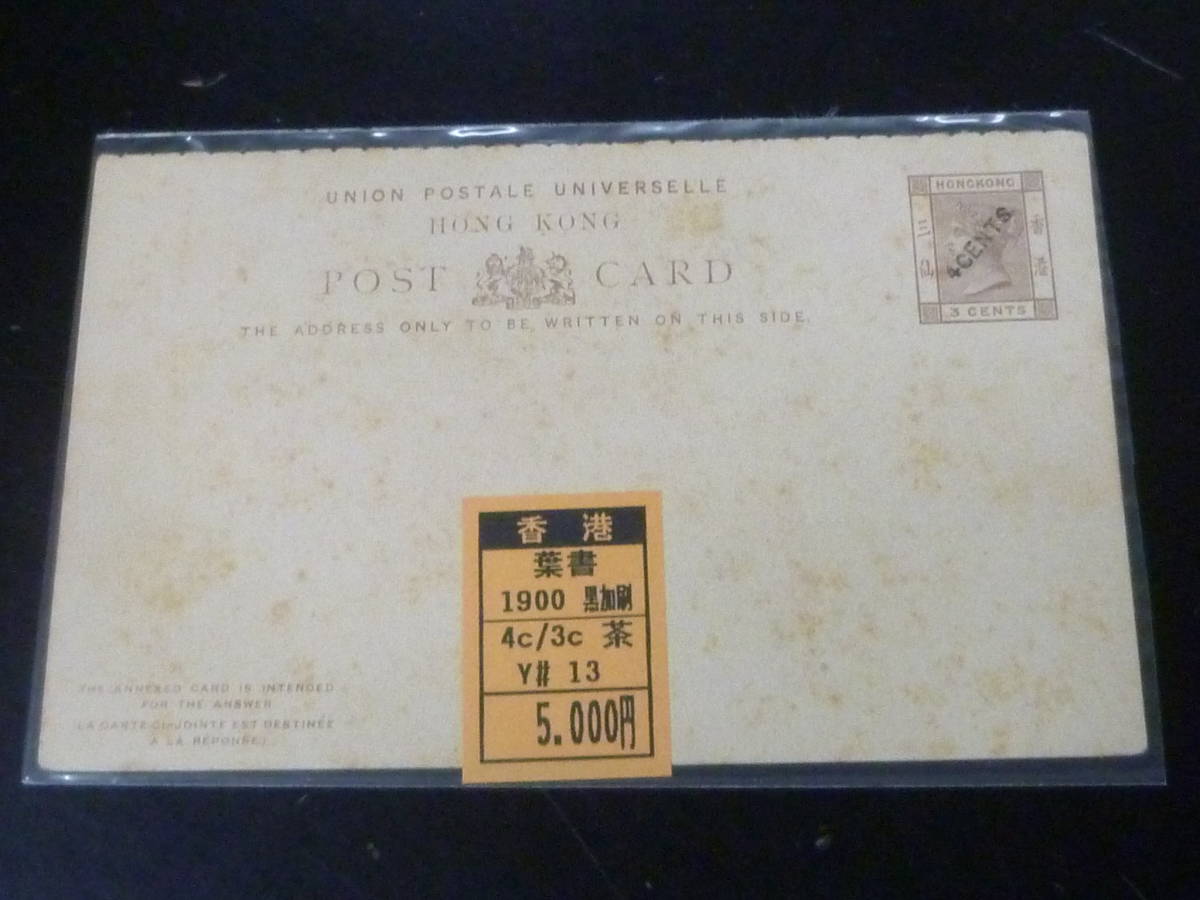 UNION POSTALE UNIVERSELLE
HONG KONG
POST CARD
THE ADDRESS ONLY TO BE WRITTEN ON THIS SIDE.
HONGKONG
三仙
香港
4 CENTS
3 CENTS
THE ANNEXED CARD IS INTENDED
FOR THE ANSWER
(LA CARTE CI-JOINTE EST DESTINÉE
À LA RÉPONSE)
香港
葉書
1900 黒加刷
4c/3c 茶
Y# 13
5.000円